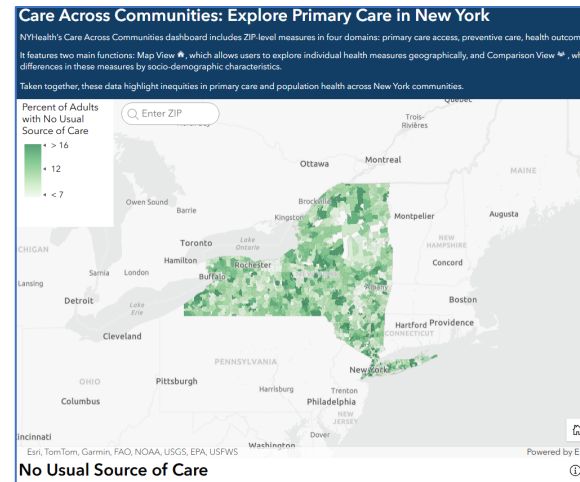 Care Across Communities: Explore Primary Care in New York
NYHealth's Care Across Communities dashboard includes ZIP-level measures in four domains: primary care access, preventive care, health outcom
It features two main functions: Map View, which allows users to explore individual health measures geographically, and Comparison View, wh
differences in these measures by socio-demographic characteristics.
Taken together, these data highlight inequities in primary care and population health across New York communities.
Percent of Adults
with No Usual
Source of Care
> 16
12
< 7
Enter ZIP
Quebec
Trois-
Rivières
Ottawa
Montreal
MAINE
Owen Sound
Barrie
Brockville
Kingston
Montpelier
Augusta
Toronto
Lake
Ontario
NEW
HAMPSHIRE
CHIGAN
Hamilton
Rochester
Concord
Sarnia
London
Buffalo
Lansing
Albany
Detroit
Lake
Erie
Boston
Hartford
Providence
CONNECTICUT
Cleveland
PENNSYLVANIA
New York
OHIO
Pittsburgh
Harrisburg
Trenton
Columbus
Philadelphia
NEW
JERSEY
Dover
incinnati
Washington
Esri, TomTom, Garmin, FAO, NOAA, USGS, EPA, USFWS
Powered by E
No Usual Source of Care